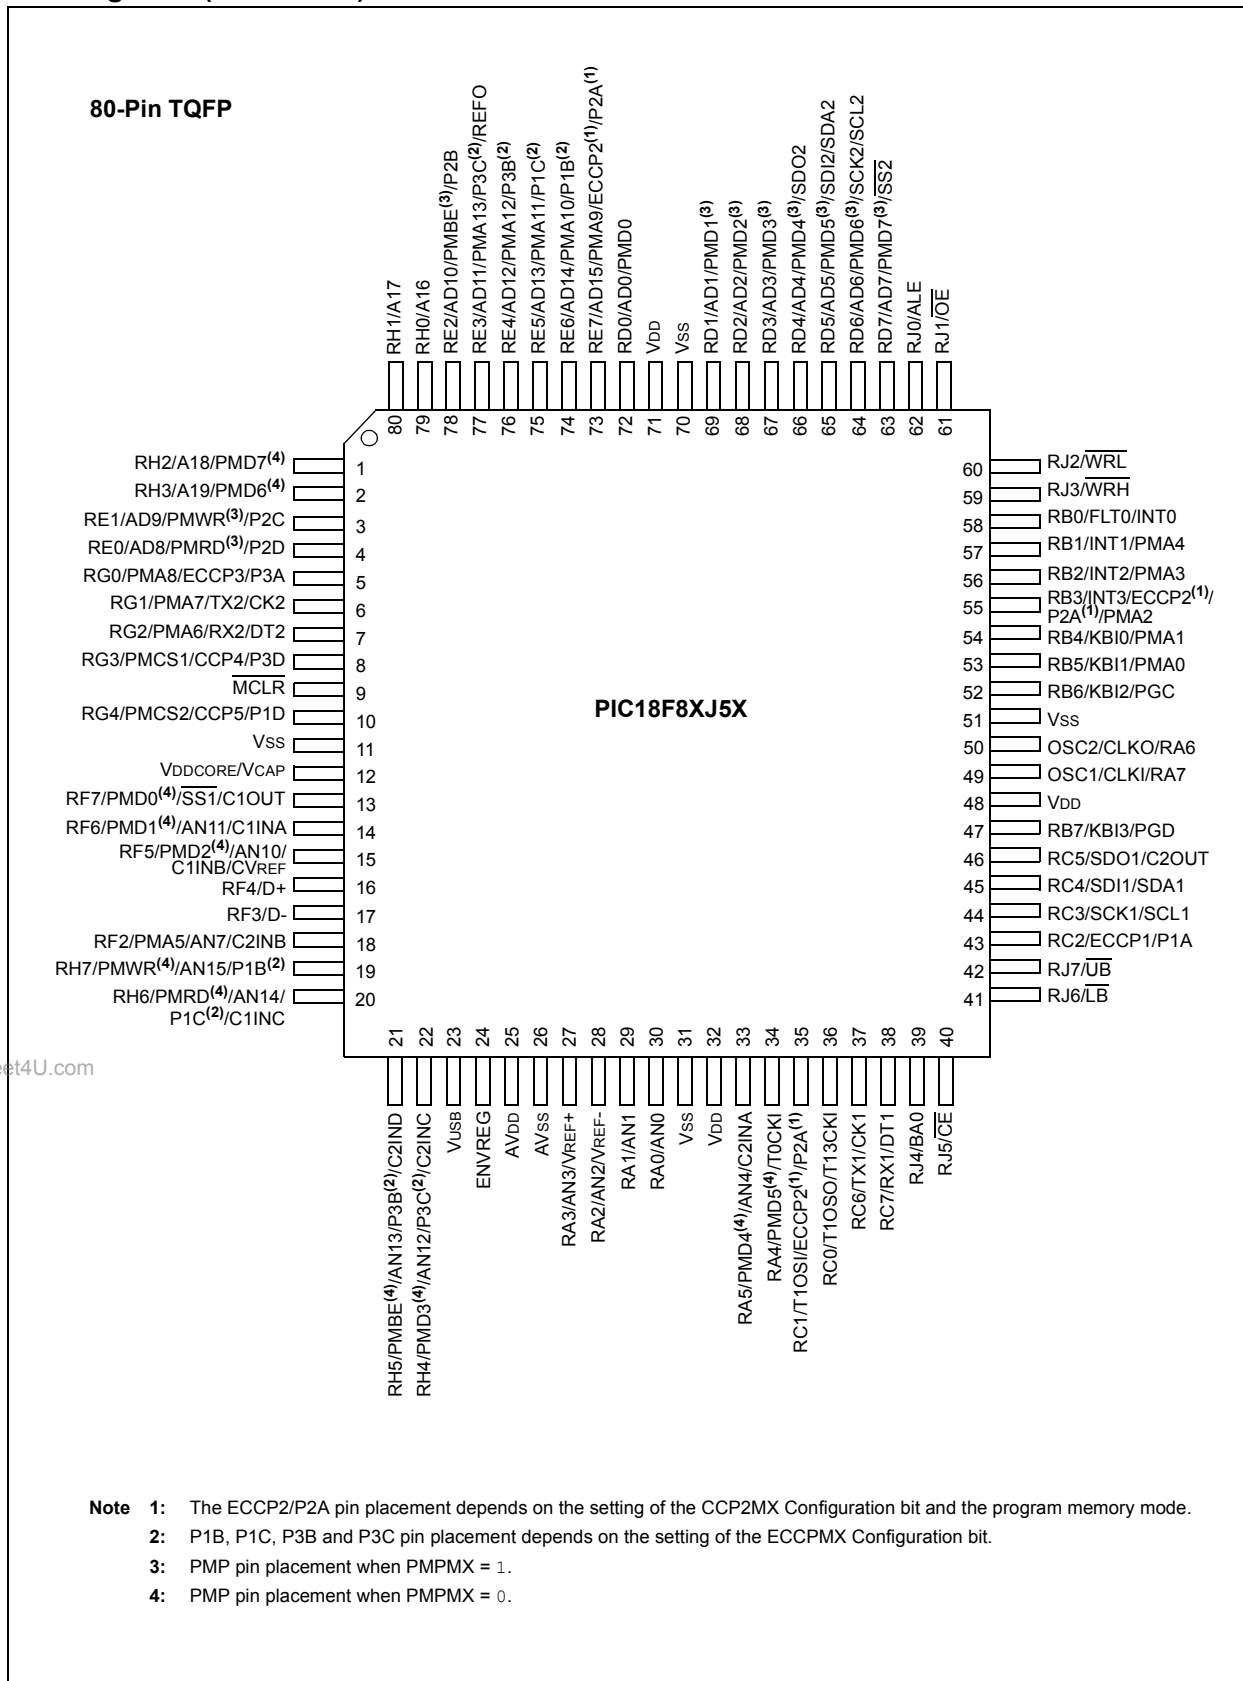 80-Pin TQFP
RH1/A17
RH0/A16
RE2/AD10/PMBE(3)/P2B
RE3/AD11/PMA13/P3C(2)/REFO
RE4/AD12/PMA12/P3B(2)
RE5/AD13/PMA11/P1C(2)
RE6/AD14/PMA10/P1B(2)
RE7/AD15/PMA9/ECCP2(1)/P2A(1)
RD0/AD0/PMD0
VDD
VSS
RD1/AD1/PMD1(3)
RD2/AD2/PMD2(3)
RD3/AD3/PMD3(3)
RD4/AD4/PMD4(3)/SDO2
RD5/AD5/PMD5(3)/SDI2/SDA2
RD6/AD6/PMD6(3)/SCK2/SCL2
RD7/AD7/PMD7(3)/SS2
RJ0/ALE
RJ1/OE
80
79
78
77
76
75
74
73
72
71
70
69
68
67
66
65
64
63
62
61
RH2/A18/PMD7(4) 1
RH3/A19/PMD6(4) 2
RE1/AD9/PMWR(3)/P2C 3
RE0/AD8/PMRD(3)/P2D 4
RG0/PMA8/ECCP3/P3A 5
RG1/PMA7/TX2/CK2 6
RG2/PMA6/RX2/DT2 7
RG3/PMCS1/CCP4/P3D 8
MCLR 9
RG4/PMCS2/CCP5/P1D 10
VSS 11
VDDCORE/VCAP 12
RF7/PMD0(4)/SS1/C1OUT 13
RF6/PMD1(4)/AN11/C1INA 14
RF5/PMD2(4)/AN10/
C1INB/CVREF 15
RF4/D+ 16
RF3/D- 17
RF2/PMA5/AN7/C2INB 18
RH7/PMWR(4)/AN15/P1B(2) 19
RH6/PMRD(4)/AN14/ 20
P1C(2)/C1INC
PIC18F8XJ5X
60 RJ2/WRL
59 RJ3/WRH
58 RB0/FLT0/INT0
57 RB1/INT1/PMA4
56 RB2/INT2/PMA3
55 RB3/INT3/ECCP2(1)/
P2A(1)/PMA2
54 RB4/KBI0/PMA1
53 RB5/KBI1/PMA0
52 RB6/KBI2/PGC
51 VSS
50 OSC2/CLKO/RA6
49 OSC1/CLKI/RA7
48 VDD
47 RB7/KBI3/PGD
46 RC5/SDO1/C2OUT
45 RC4/SDI1/SDA1
44 RC3/SCK1/SCL1
43 RC2/ECCP1/P1A
42 RJ7/UB
41 RJ6/LB
21
22
23
24
25
26
27
28
29
30
31
32
33
34
35
36
37
38
39
40
RH5/PMBE(4)/AN13/P3B(2)/C2IND
RH4/PMD3(4)/AN12/P3C(2)/C2INC
VUSB
ENVREG
AVDD
AVSS
RA3/AN3/VREF+
RA2/AN2/VREF-
RA1/AN1
RA0/AN0
VSS
VDD
RA5/PMD4(4)/AN4/C2INA
RA4/PMD5(4)/T0CKI
RC1/T1OSI/ECCP2(1)/P2A(1)
RC0/T1OSO/T13CKI
RC6/TX1/CK1
RC7/RX1/DT1
RJ4/BA0
RJ5/CE
et4U.com
Note 1: The ECCP2/P2A pin placement depends on the setting of the CCP2MX Configuration bit and the program memory mode.
2: P1B, P1C, P3B and P3C pin placement depends on the setting of the ECCPMX Configuration bit.
3: PMP pin placement when PMPMX = 1.
4: PMP pin placement when PMPMX = 0.